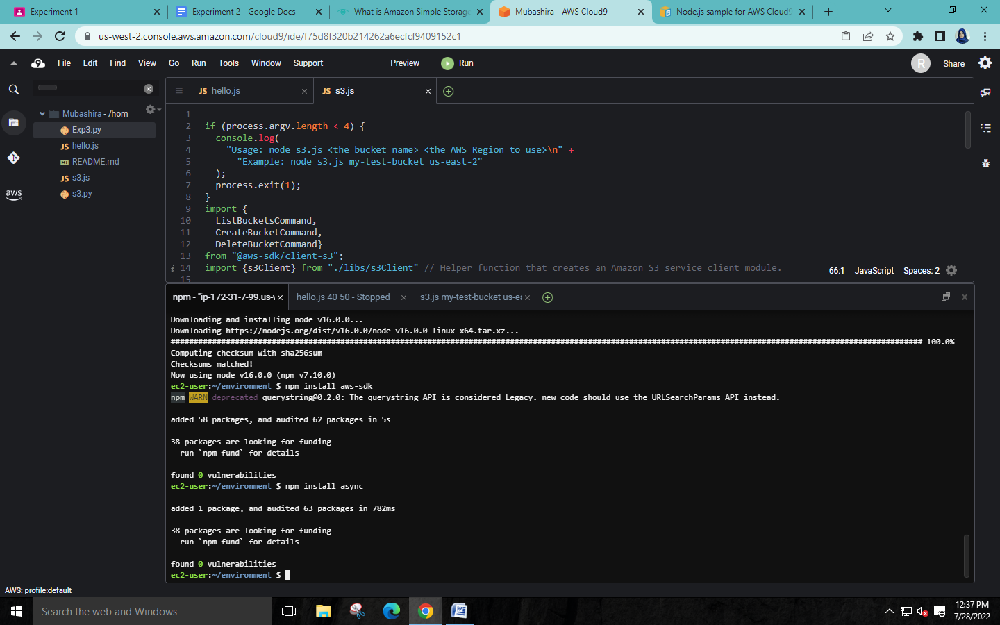 Experiment 1
Experiment 2 - Google Docs
What is Amazon Simple Storage
Mubashira - AWS Cloud9
Node.js sample for AWS Cloud9
us-west-2.console.aws.amazon.com/cloud9/ide/f75d8f320b214262a6ecfcf9409152c1
9 File Edit Find View Go Run Tools Window Support Preview Run R Share
JS hello.js
JS s3.js
Mubashira - /hom
Exp3.py
JS hello.js
README.md
JS s3.js
s3.py
aws
1
2 if (process.argv.length < 4) {
3 console.log(
4 "Usage: node s3.js <the bucket name> <the AWS Region to use>\n" +
5 "Example: node s3.js my-test-bucket us-east-2"
6 );
7 process.exit(1);
8 }
9 import {
10 ListBucketsCommand,
11 CreateBucketCommand,
12 DeleteBucketCommand}
13 from "@aws-sdk/client-s3";
i 14 import {s3Client} from "./libs/s3Client" // Helper function that creates an Amazon S3 service client module.
15
66:1 JavaScript Spaces: 2
npm - "ip-172-31-7-99.us-w
hello.js 40 50 - Stopped
s3.js my-test-bucket us-ea
Downloading and installing node v16.0.0...
Downloading https://nodejs.org/dist/v16.0.0/node-v16.0.0-linux-x64.tar.xz...
100.0%
Computing checksum with sha256sum
Checksums matched!
Now using node v16.0.0 (npm v7.10.0)
ec2-user:~/environment $ npm install aws-sdk
npm WARN deprecated querystring@0.2.0: The querystring API is considered Legacy. new code should use the URLSearchParams API instead.
added 58 packages, and audited 62 packages in 5s
38 packages are looking for funding
run `npm fund` for details
found 0 vulnerabilities
ec2-user:~/environment $ npm install async
added 1 package, and audited 63 packages in 782ms
38 packages are looking for funding
run `npm fund` for details
found 0 vulnerabilities
ec2-user:~/environment $
AWS: profile:default
Search the web and Windows
12:37 PM
7/28/2022